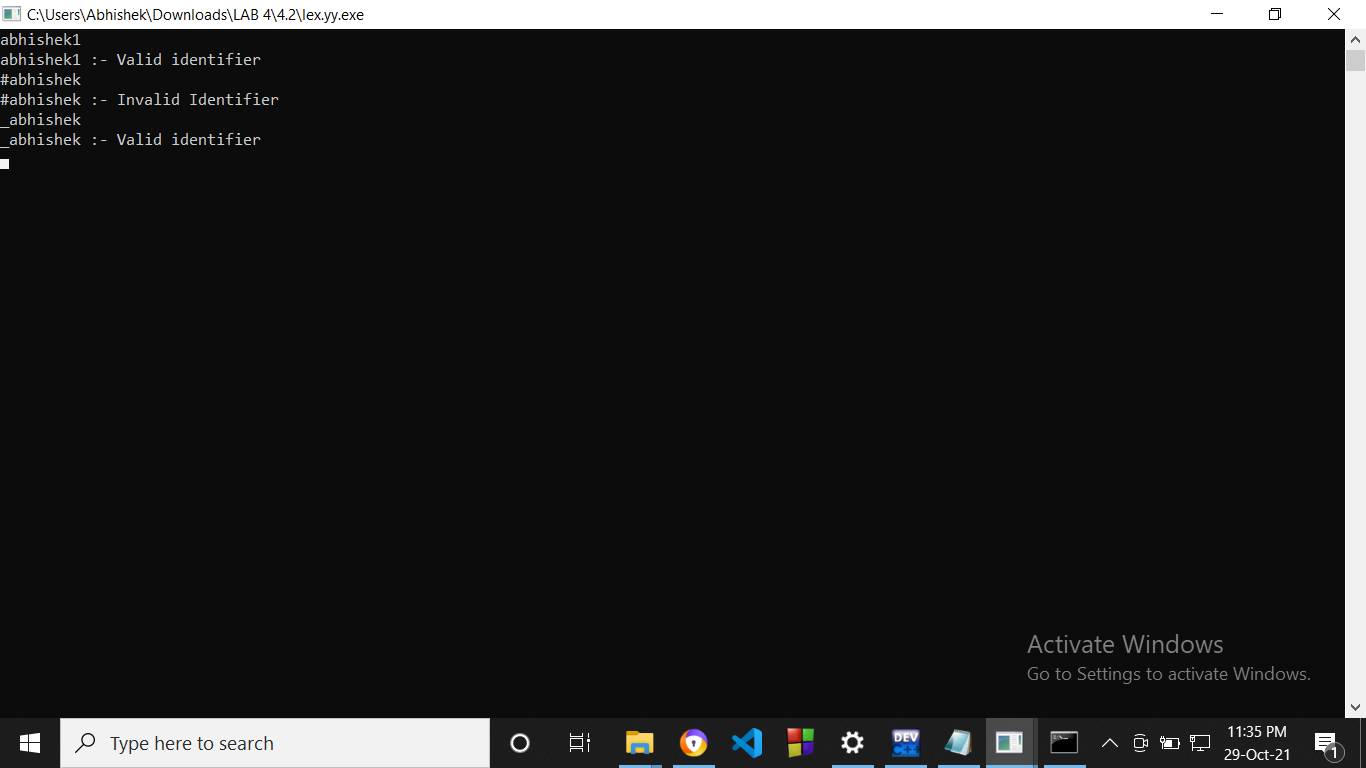 C:\Users\Abhishek\Downloads\LAB 4\4.2\lex.yy.exe
abhishek1
abhishek1 :- Valid identifier
#abhishek
#abhishek :- Invalid Identifier
_abhishek
_abhishek :- Valid identifier
Activate Windows
Go to Settings to activate Windows.
Type here to search
DEV
C++
11:35 PM
29-Oct-21
1